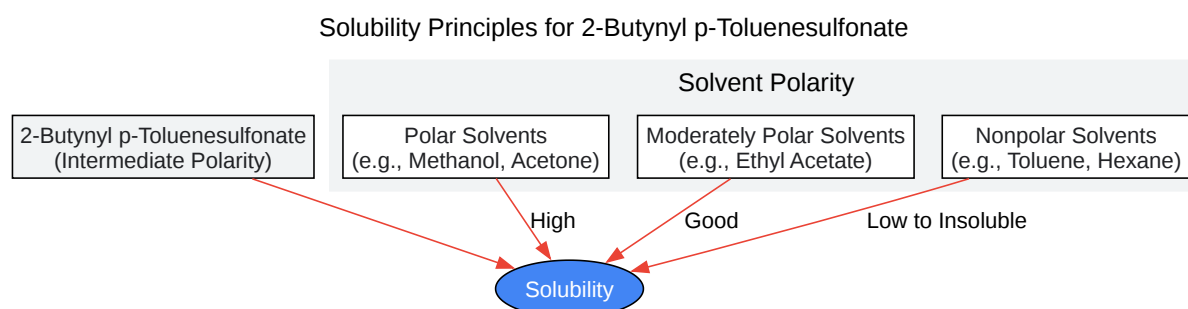 Solubility Principles for 2-Butynyl p-Toluenesulfonate
Solvent Polarity
2-Butynyl p-Toluenesulfonate
(Intermediate Polarity)
Polar Solvents
(e.g., Methanol, Acetone)
Moderately Polar Solvents
(e.g., Ethyl Acetate)
Nonpolar Solvents
(e.g., Toluene, Hexane)
High
Good
Low to Insoluble
Solubility